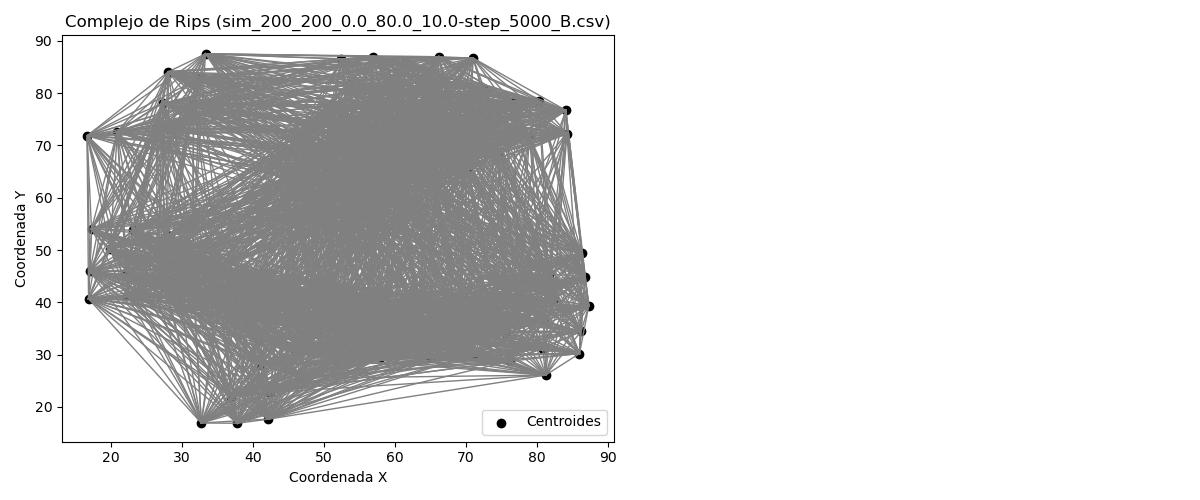 Complejo de Rips (sim_200_200_0.0_80.0_10.0-step_5000_B.csv)
90
80
70
60
50
40
30
20
Coordenada Y
Centroides
20 30 40 50 60 70 80 90
Coordenada X